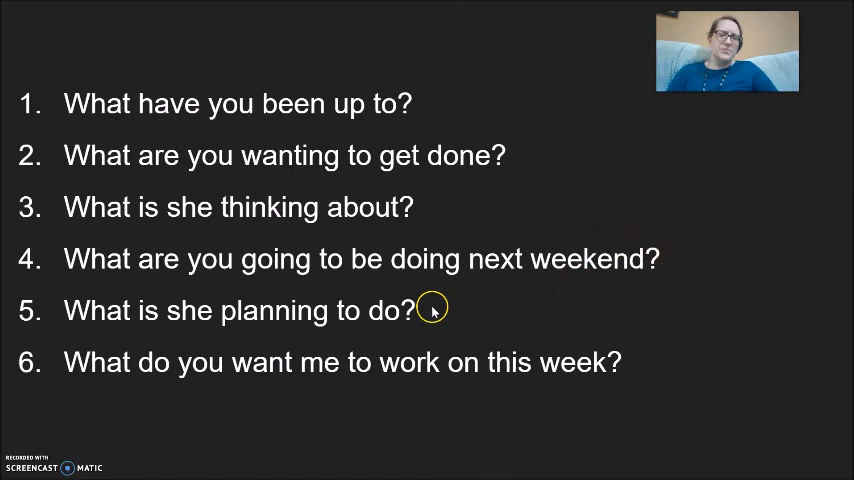 1. What have you been up to?
2. What are you wanting to get done?
3. What is she thinking about?
4. What are you going to be doing next weekend?
5. What is she planning to do?
6. What do you want me to work on this week?
RECORDED WITH
SCREENCAST MATIC